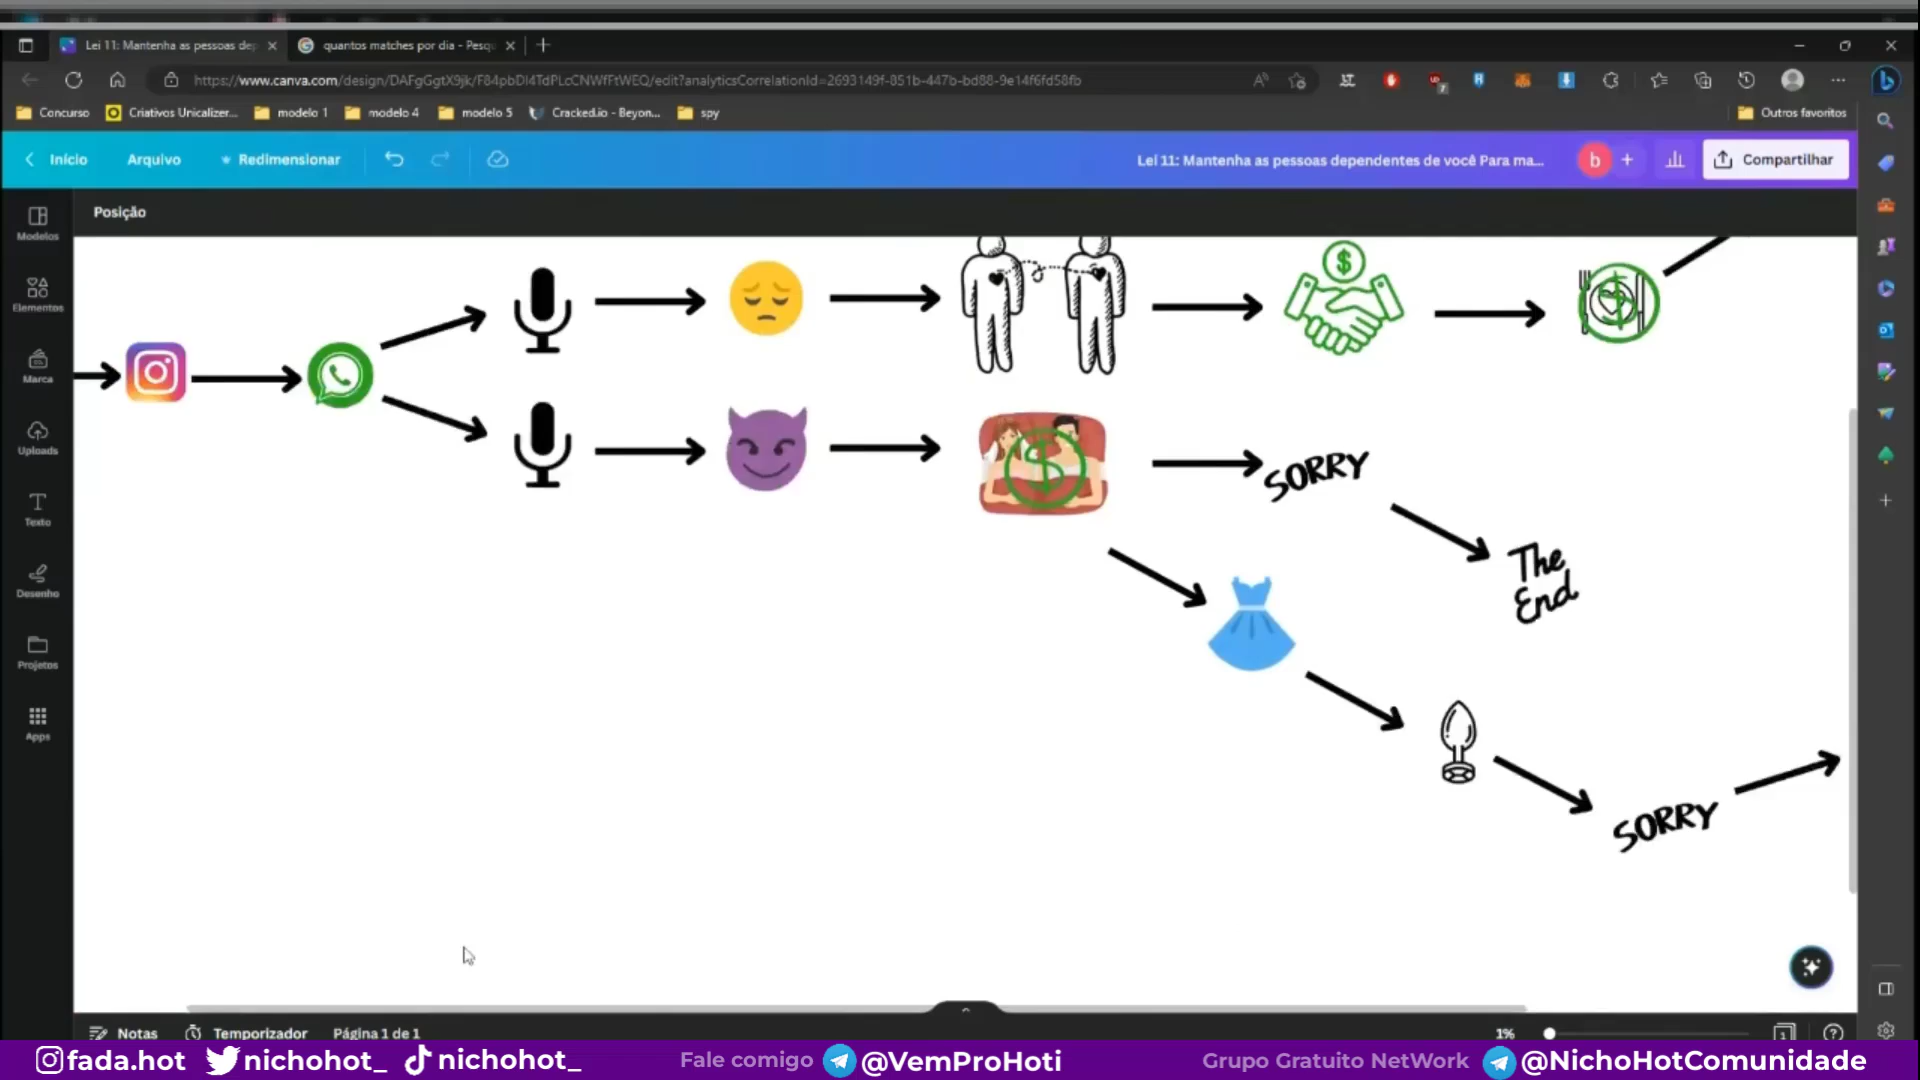 Lei 11: Mantenha as pessoas dep
quantos matches por dia - Pesqu
https://www.canva.com/design/DAFgGgtX9jk/F84pbDl4TdPLcCNWfFtWEQ/edit?analyticsCorrelationId=2693149f-851b-447b-bd88-9e14f6fd58fb
Concurso
Criativos Unicalizer...
modelo 1
modelo 4
modelo 5
Cracked.io - Beyon...
spy
Outros favoritos
Início
Arquivo
Redimensionar
Lei 11: Mantenha as pessoas dependentes de você Para ma...
b
Compartilhar
Posição
Modelos
Elementos
Marca
Uploads
Texto
Desenho
Projetos
Apps
SORRY
The
End
SORRY
Notas
Temporizador
Página 1 de 1
1%
1
fada.hot
nichohot_
nichohot_
Fale comigo
@VemProHoti
Grupo Gratuito NetWork
@NichoHotComunidade